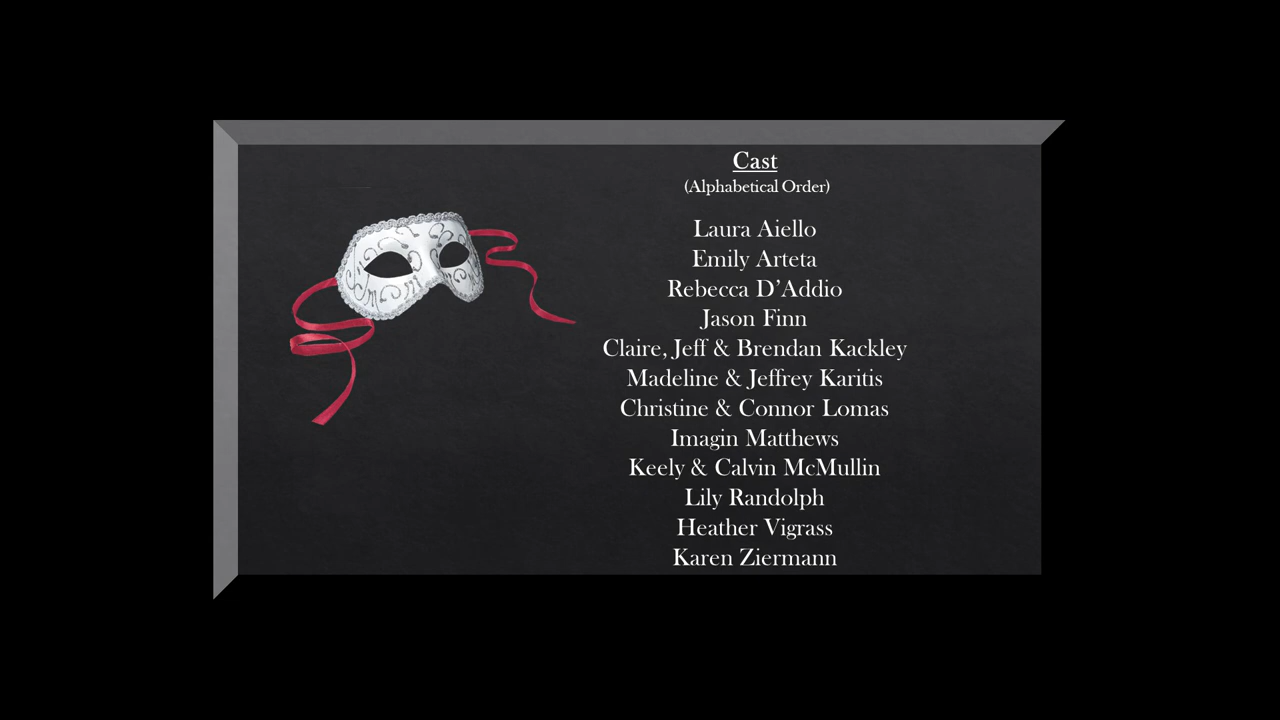 Cast
(Alphabetical Order)
Laura Aiello
Emily Arteta
Rebecca D’Addio
Jason Finn
Claire, Jeff & Brendan Kackley
Madeline & Jeffrey Karitis
Christine & Connor Lomas
Imagin Matthews
Keely & Calvin McMullin
Lily Randolph
Heather Vigrass
Karen Ziermann